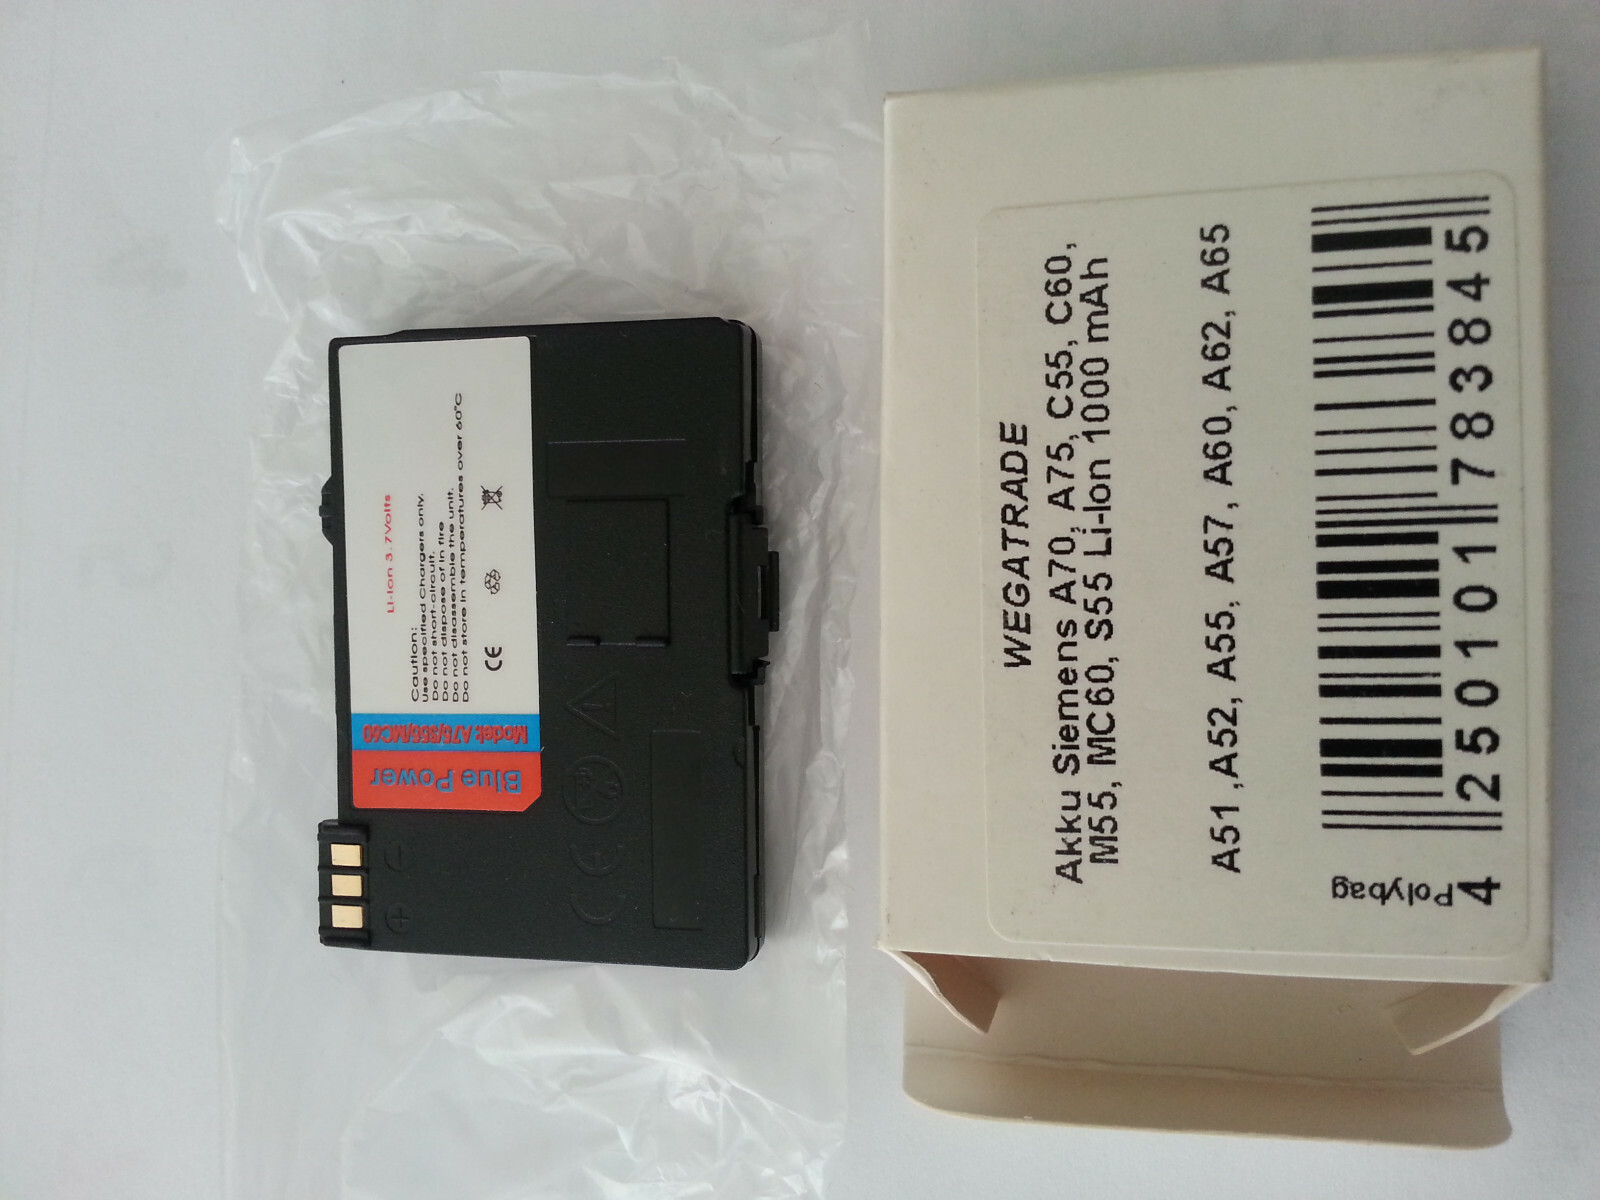 Blue Power
Model: A75/S55/MC60
Li-Ion 3.7Volts
Caution:
Use specified Chargers only.
Do not short-circuit.
Do not dispose of in fire
Do not disassemble the unit.
Do not store in temperatures over 60°C
CE
CE
WEGATRADE
Akku Siemens A70, A75, C55, C60,
M55, MC60, S55 Li-Ion 1000 mAh
A51 ,A52, A55, A57, A60, A62, A65
Polybag
4 250101 783845